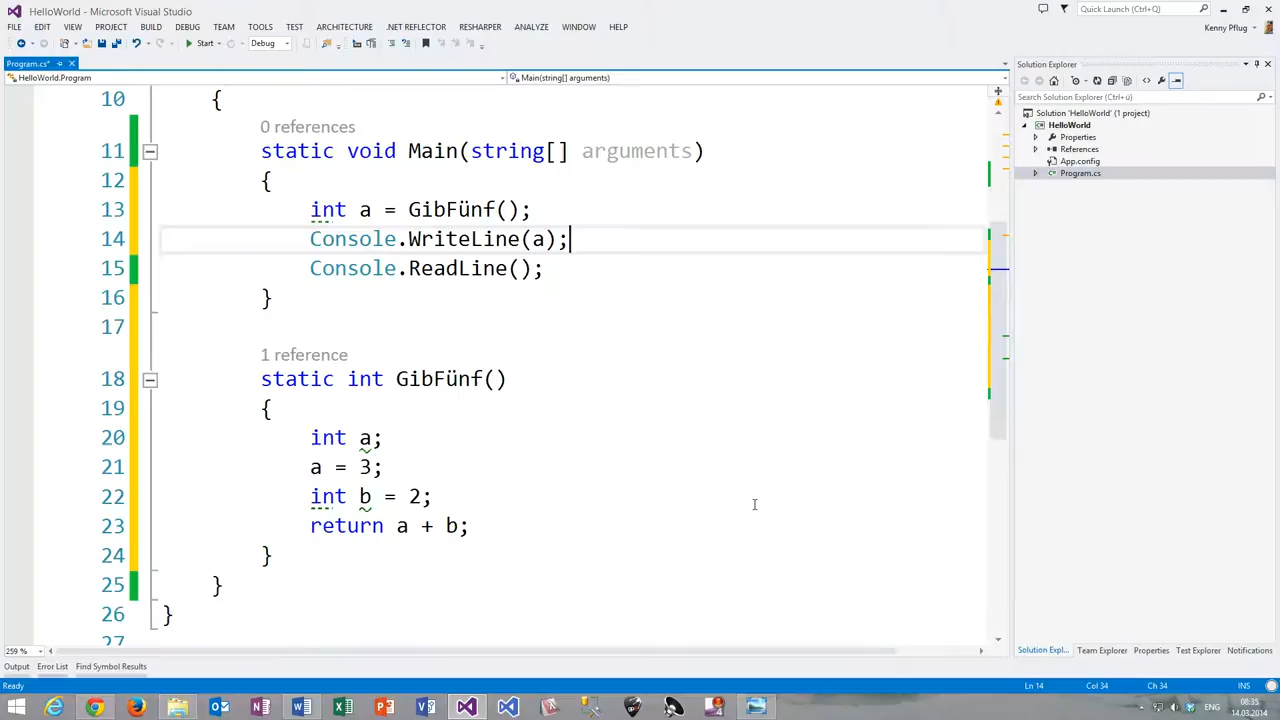 HelloWorld - Microsoft Visual Studio
Quick Launch (Ctrl+Q)
FILE EDIT VIEW PROJECT BUILD DEBUG TEAM TOOLS TEST ARCHITECTURE .NET REFLECTOR RESHARPER ANALYZE WINDOW HELP
Kenny Pflug
Start Debug
Program.cs*
HelloWorld.Program
Main(string[] arguments)
10 {
0 references
11 static void Main(string[] arguments)
12 {
13 int a = GibFünf();
14 Console.WriteLine(a);
15 Console.ReadLine();
16 }
17
1 reference
18 static int GibFünf()
19 {
20 int a;
21 a = 3;
22 int b = 2;
23 return a + b;
24 }
25 }
26 }
27
259 %
Solution Explorer
Search Solution Explorer (Ctrl+ü)
Solution 'HelloWorld' (1 project)
HelloWorld
Properties
References
App.config
Program.cs
Solution Expl... Team Explorer Properties Test Explorer Notifications
Output Error List Find Symbol Results
Ready Ln 14 Col 34 Ch 34 INS
ENG
08:35
14.03.2014